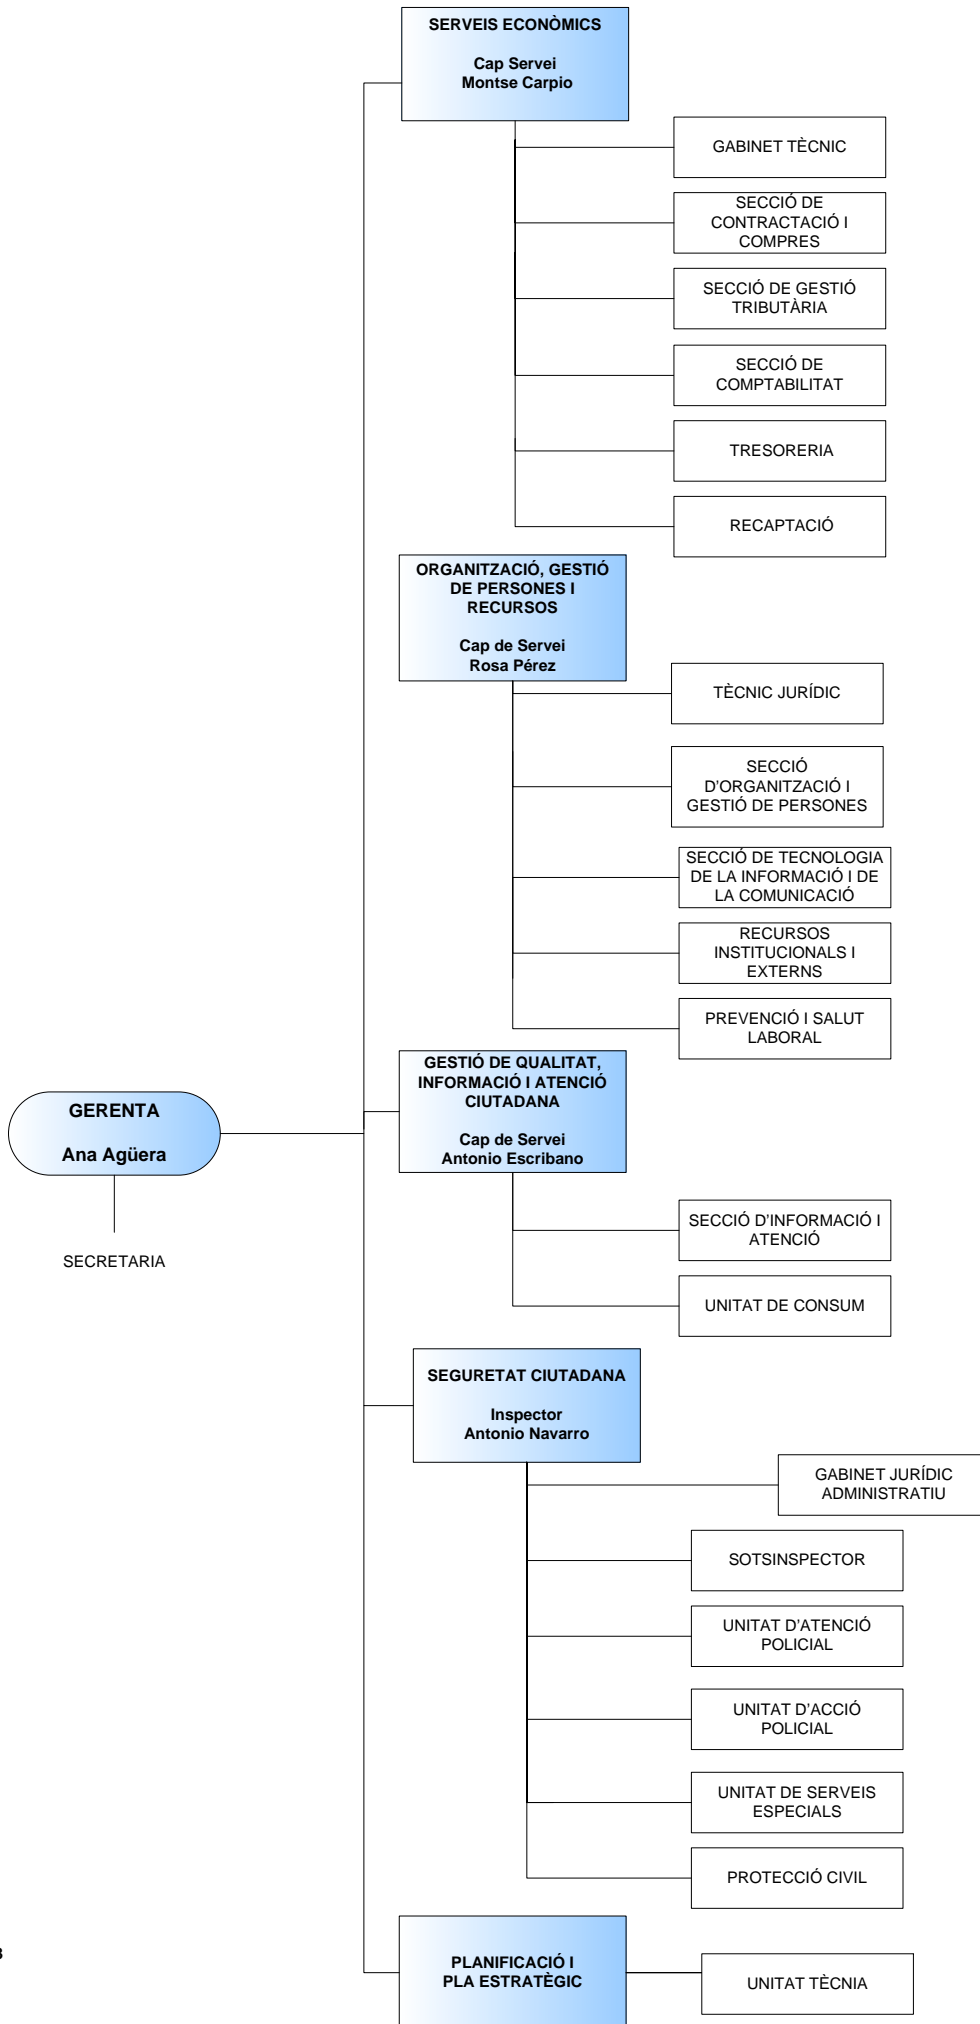 SERVEIS ECONÒMICS
Cap Servei
Montse Carpio
GABINET TÈCNIC
SECCIÓ DE
CONTRACTACIÓ I
COMPRES
SECCIÓ DE GESTIÓ
TRIBUTÀRIA
SECCIÓ DE
COMPTABILITAT
TRESORERIA
RECAPTACIÓ
ORGANITZACIÓ, GESTIÓ
DE PERSONES I
RECURSOS
Cap de Servei
Rosa Pérez
TÈCNIC JURÍDIC
SECCIÓ
D'ORGANITZACIÓ I
GESTIÓ DE PERSONES
SECCIÓ DE TECNOLOGIA
DE LA INFORMACIÓ I DE
LA COMUNICACIÓ
RECURSOS
INSTITUCIONALS I
EXTERNS
PREVENCIÓ I SALUT
LABORAL
GESTIÓ DE QUALITAT,
INFORMACIÓ I ATENCIÓ
CIUTADANA
Cap de Servei
Antonio Escribano
GERENTA
Ana Agüera
SECRETARIA
SECCIÓ D'INFORMACIÓ I
ATENCIÓ
UNITAT DE CONSUM
SEGURETAT CIUTADANA
Inspector
Antonio Navarro
GABINET JURÍDIC
ADMINISTRATIU
SOTSINSPECTOR
UNITAT D'ATENCIÓ
POLICIAL
UNITAT D'ACCIÓ
POLICIAL
UNITAT DE SERVEIS
ESPECIALS
PROTECCIÓ CIVIL
PLANIFICACIÓ I
PLA ESTRATÈGIC
UNITAT TÈCNIA